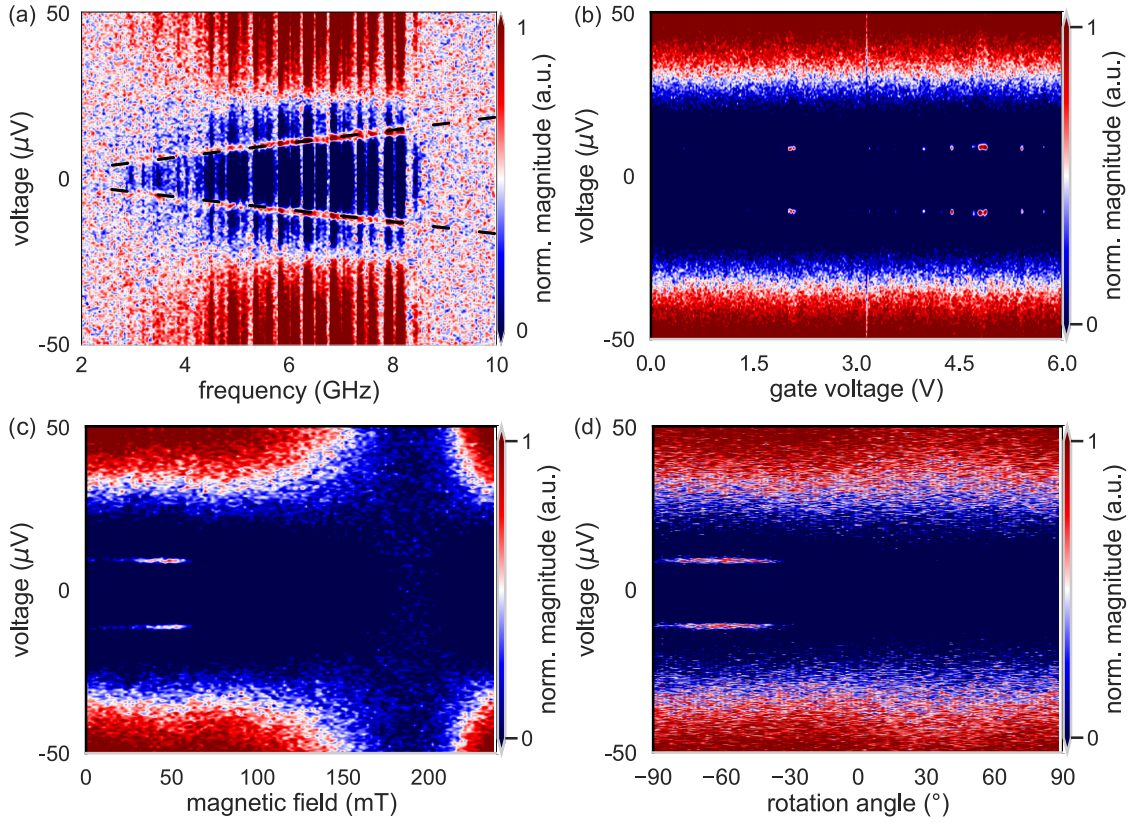 (a)
50
0
-50
voltage (μV)
2
4
6
8
10
frequency (GHz)
1
0
norm. magnitude (a.u.)
(b)
50
0
-50
voltage (μV)
0.0
1.5
3.0
4.5
6.0
gate voltage (V)
1
0
norm. magnitude (a.u.)
(c)
50
0
-50
voltage (μV)
0
50
100
150
200
magnetic field (mT)
1
0
norm. magnitude (a.u.)
(d)
50
0
-50
voltage (μV)
−90
−60
−30
0
30
60
90
rotation angle (°)
1
0
norm. magnitude (a.u.)